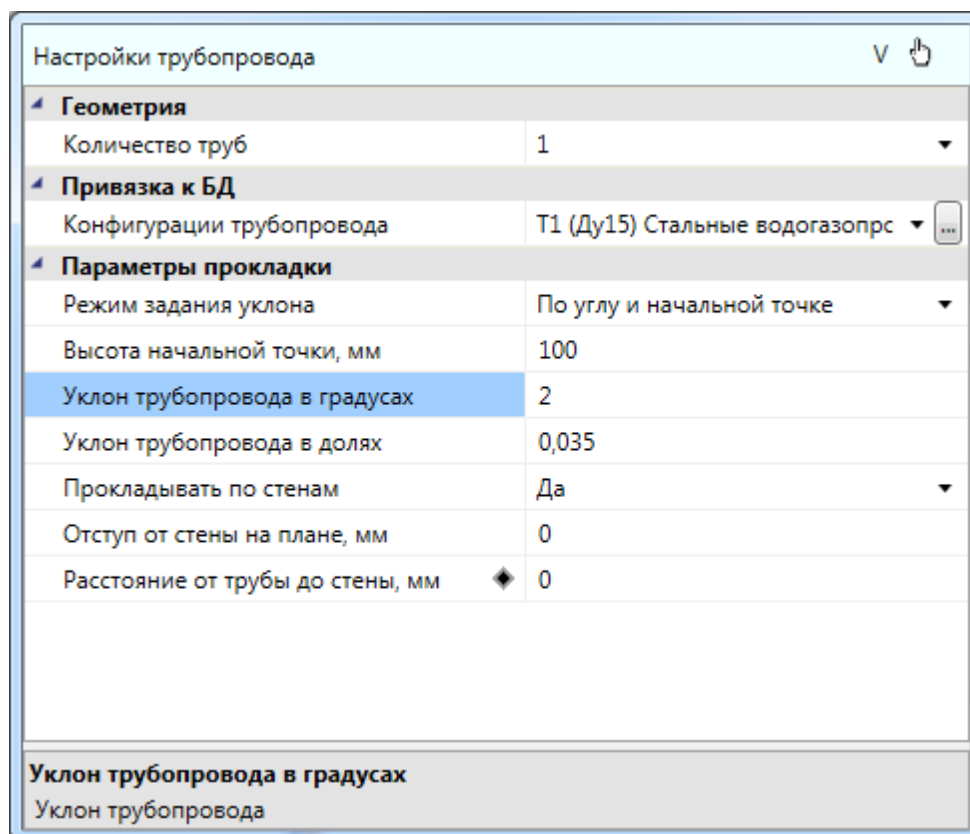 Настройки трубопровода V
Геометрия
Количество труб 1
Привязка к БД
Конфигурации трубопровода Т1 (Ду15) Стальные водогазопрс ...
Параметры прокладки
Режим задания уклона По углу и начальной точке
Высота начальной точки, мм 100
Уклон трубопровода в градусах 2
Уклон трубопровода в долях 0,035
Прокладывать по стенам Да
Отступ от стены на плане, мм 0
Расстояние от трубы до стены, мм 0
Уклон трубопровода в градусах
Уклон трубопровода